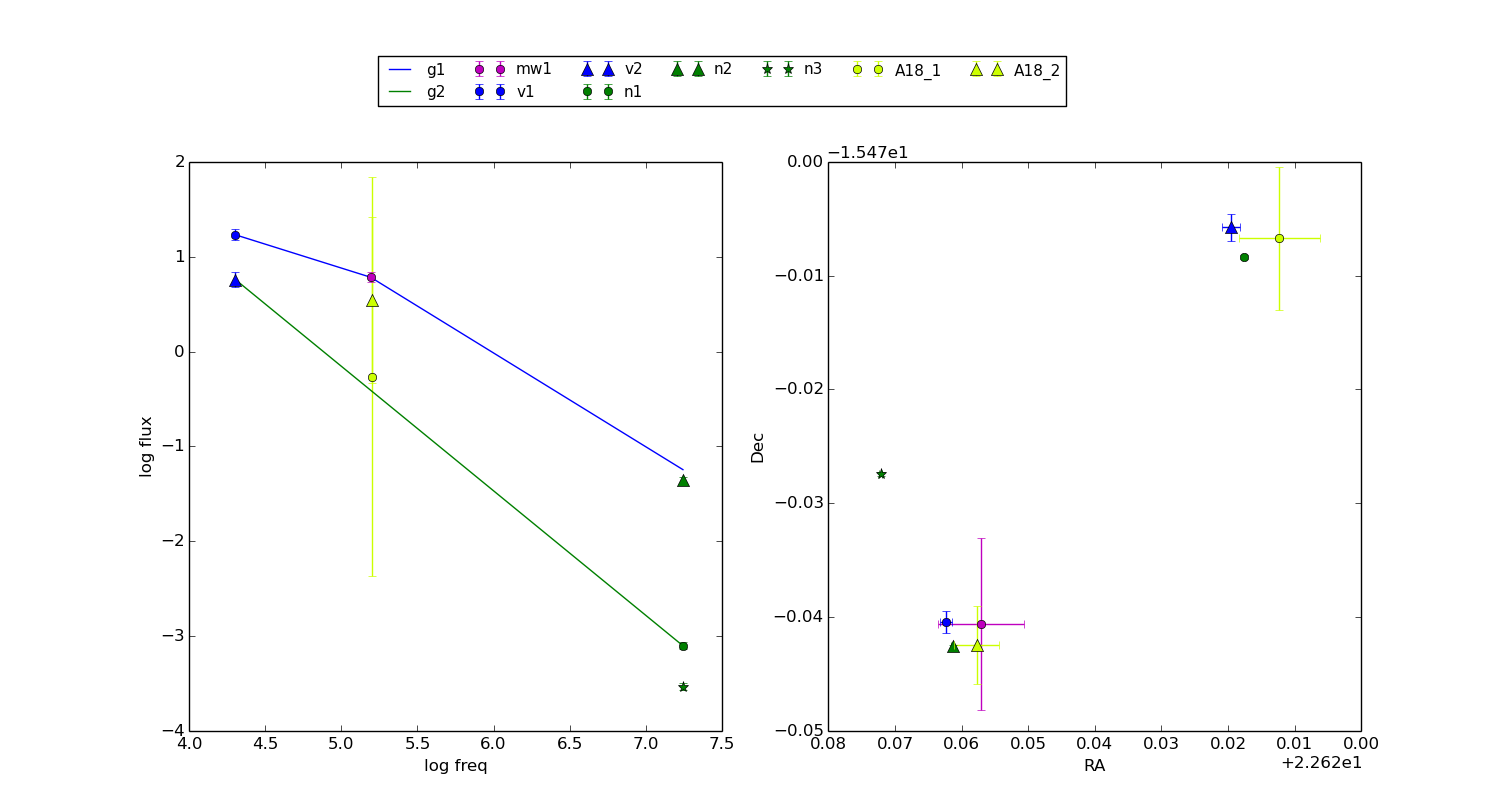 g1 mw1 v2 n2 n3 A18_1 A18_2
g2 v1 n1
2
1
0
−1
−2
−3
−4
4.0 4.5 5.0 5.5 6.0 6.5 7.0 7.5
log freq
log flux
−1.547e1
0.00
−0.01
−0.02
−0.03
−0.04
−0.05
0.08 0.07 0.06 0.05 0.04 0.03 0.02 0.01 0.00
+2.262e1
RA
Dec